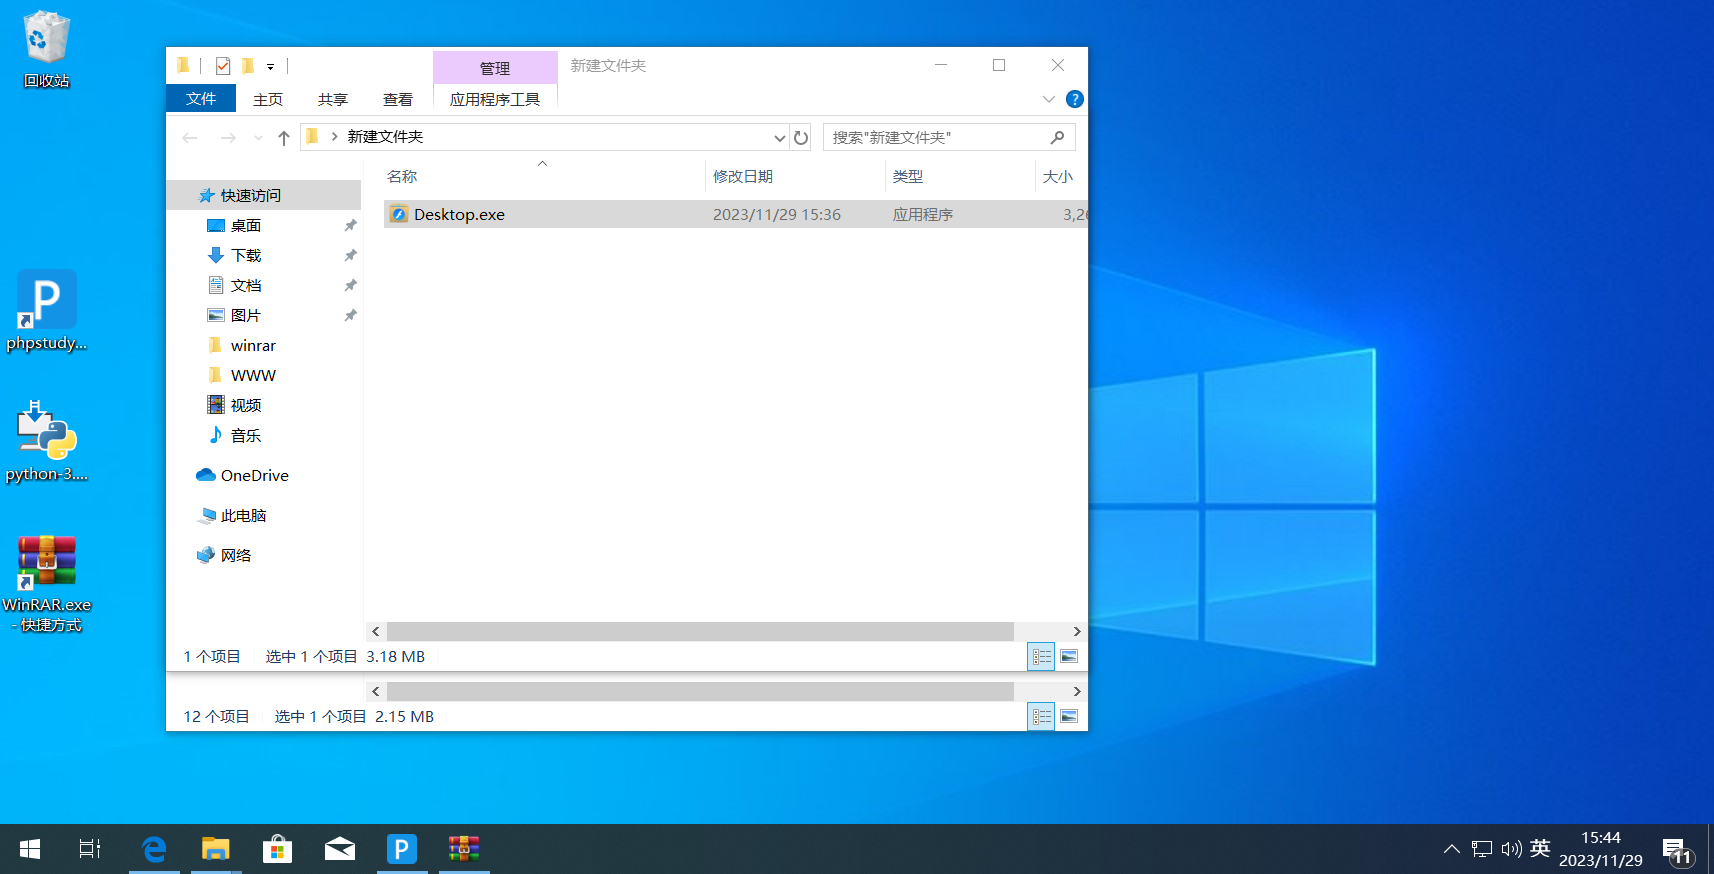 回收站
phpstudy...
python-3....
WinRAR.exe
- 快捷方式
管理
新建文件夹
文件
主页
共享
查看
应用程序工具
新建文件夹
搜索"新建文件夹"
名称
修改日期
类型
大小
快速访问
Desktop.exe
2023/11/29 15:36
应用程序
3,26
桌面
下载
文档
图片
winrar
WWW
视频
音乐
OneDrive
此电脑
网络
1 个项目
选中 1 个项目 3.18 MB
12 个项目
选中 1 个项目 2.15 MB
英
15:44
2023/11/29
11